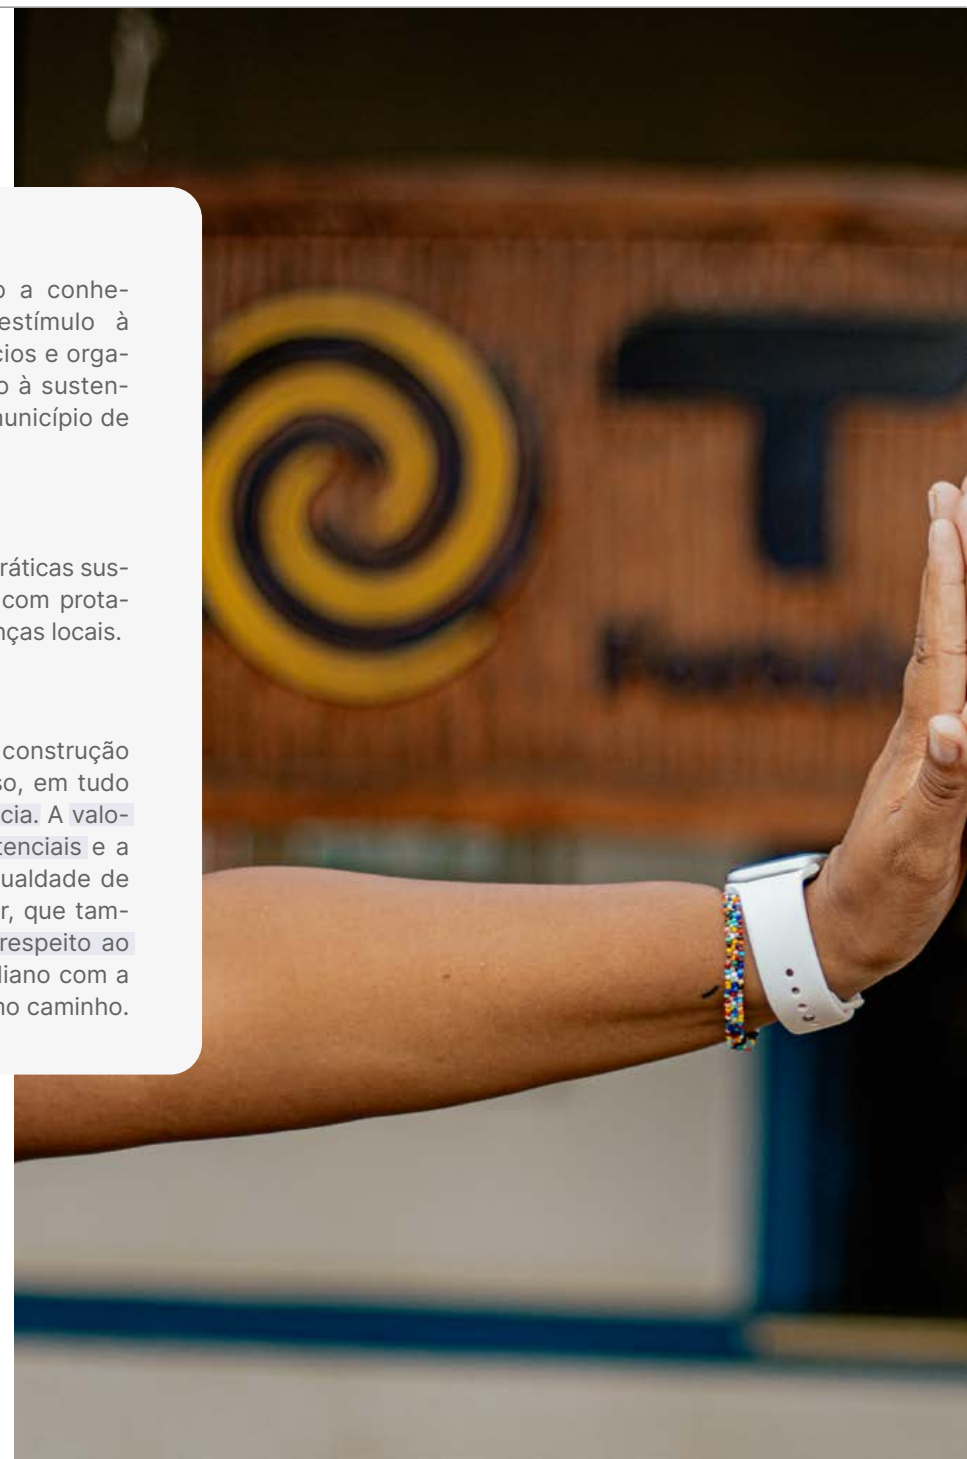 o a conhe-
estímulo à
cios e orga-
o à susten-
município de
ráticas sus-
com prota-
nças locais.
construção
so, em tudo
cia. A valo-
tenciais e a
ualdade de
r, que tam-
respeito ao
diano com a
no caminho.
T